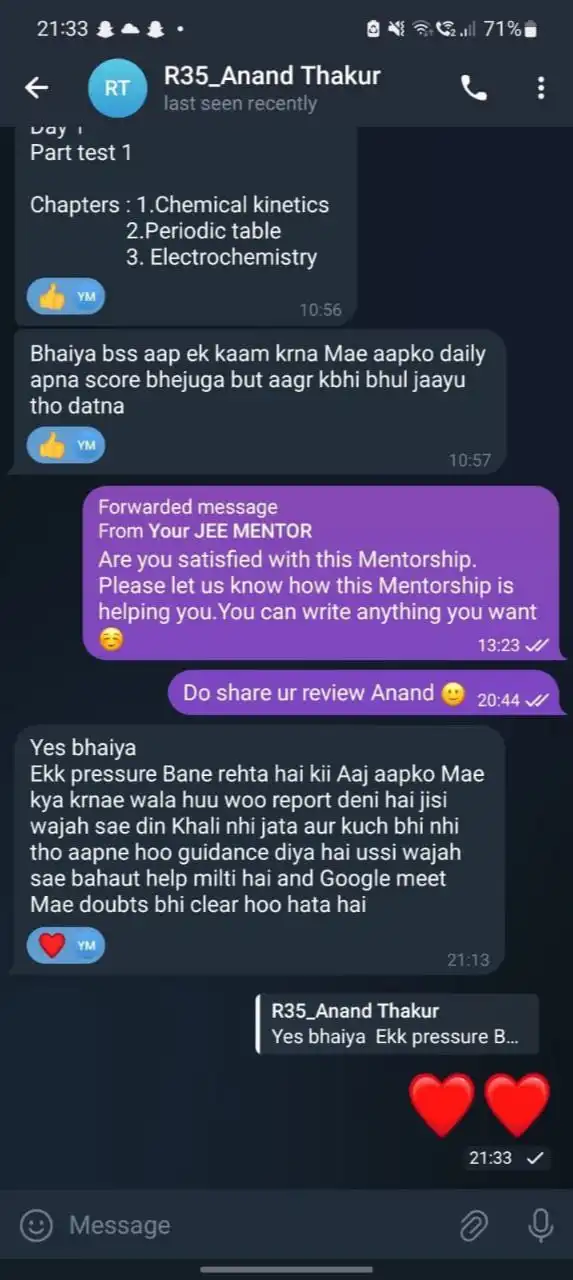 21:33
71%
RT
R35_Anand Thakur
last seen recently
Day 1
Part test 1
Chapters : 1.Chemical kinetics
2.Periodic table
3. Electrochemistry
YM
10:56
Bhaiya bss aap ek kaam krna Mae aapko daily
apna score bhejuga but aagr kbhi bhul jaayu
tho datna
YM
10:57
Forwarded message
From Your JEE MENTOR
Are you satisfied with this Mentorship.
Please let us know how this Mentorship is
helping you.You can write anything you want
13:23
Do share ur review Anand
20:44
Yes bhaiya
Ekk pressure Bane rehta hai kii Aaj aapko Mae
kya krnae wala huu woo report deni hai jisi
wajah sae din Khali nhi jata aur kuch bhi nhi
tho aapne hoo guidance diya hai ussi wajah
sae bahaut help milti hai and Google meet
Mae doubts bhi clear hoo hata hai
YM
21:13
R35_Anand Thakur
Yes bhaiya Ekk pressure B...
21:33
Message